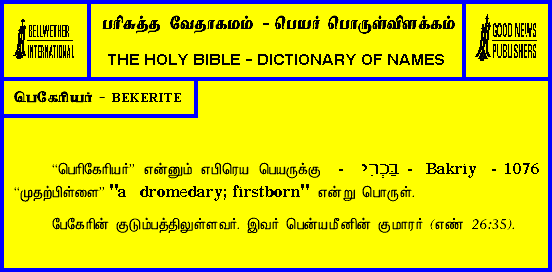 BELLWETHER
INTERNATIONAL
பரிசுத்த வேதாகமம் - பெயர் பொருள்விளக்கம்
THE HOLY BIBLE - DICTIONARY OF NAMES
GOOD NEWS
PUBLISHERS
பெகேரியர் - BEKERITE
“பெரிகேரியர்” என்னும் எபிரெய பெயருக்கு - בַּכְרִי - Bakriy - 1076
“முதற்பிள்ளை” "a dromedary; firstborn" என்று பொருள்.
பேகேரின் குடும்பத்திலுள்ளவர். இவர் பென்யமீனின் குமாரர் (எண் 26:35).